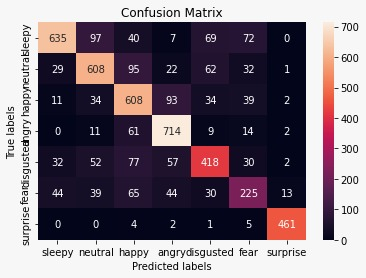 Confusion Matrix
sleepy 635 97 40 7 69 72 0
neutral 29 608 95 22 62 32 1
happy 11 34 608 93 34 39 2
angry 0 11 61 714 9 14 2
disgusted 32 52 77 57 418 30 2
fear 44 39 65 44 30 225 13
surprise 0 0 4 2 1 5 461
sleepy neutral happy angry disgusted fear surprise
Predicted labels
True labels
700
600
500
400
300
200
100
0